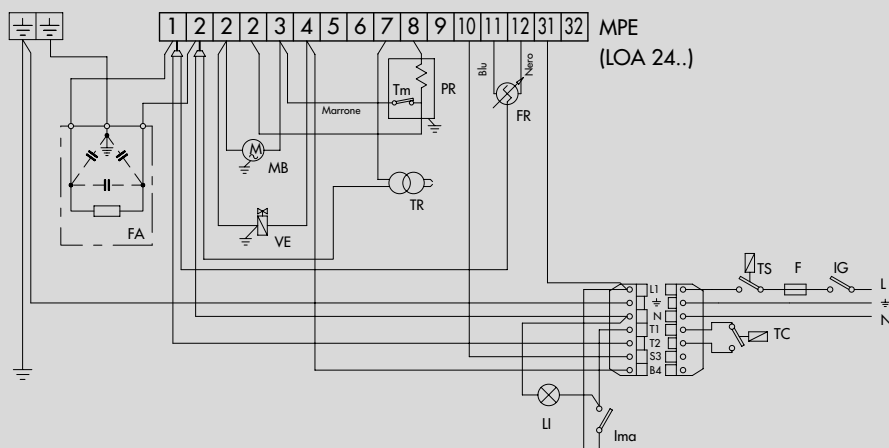 1 2 2 2 3 4 5 6 7 8 9 10 11 12 31 32 MPE
(LOA 24..)
Blu
Nero
Tm
PR
Marrone
FR
MB
TR
FA
VE
TS F IG
L1
L
N
N
T1
TC
T2
S3
B4
LI
Ima